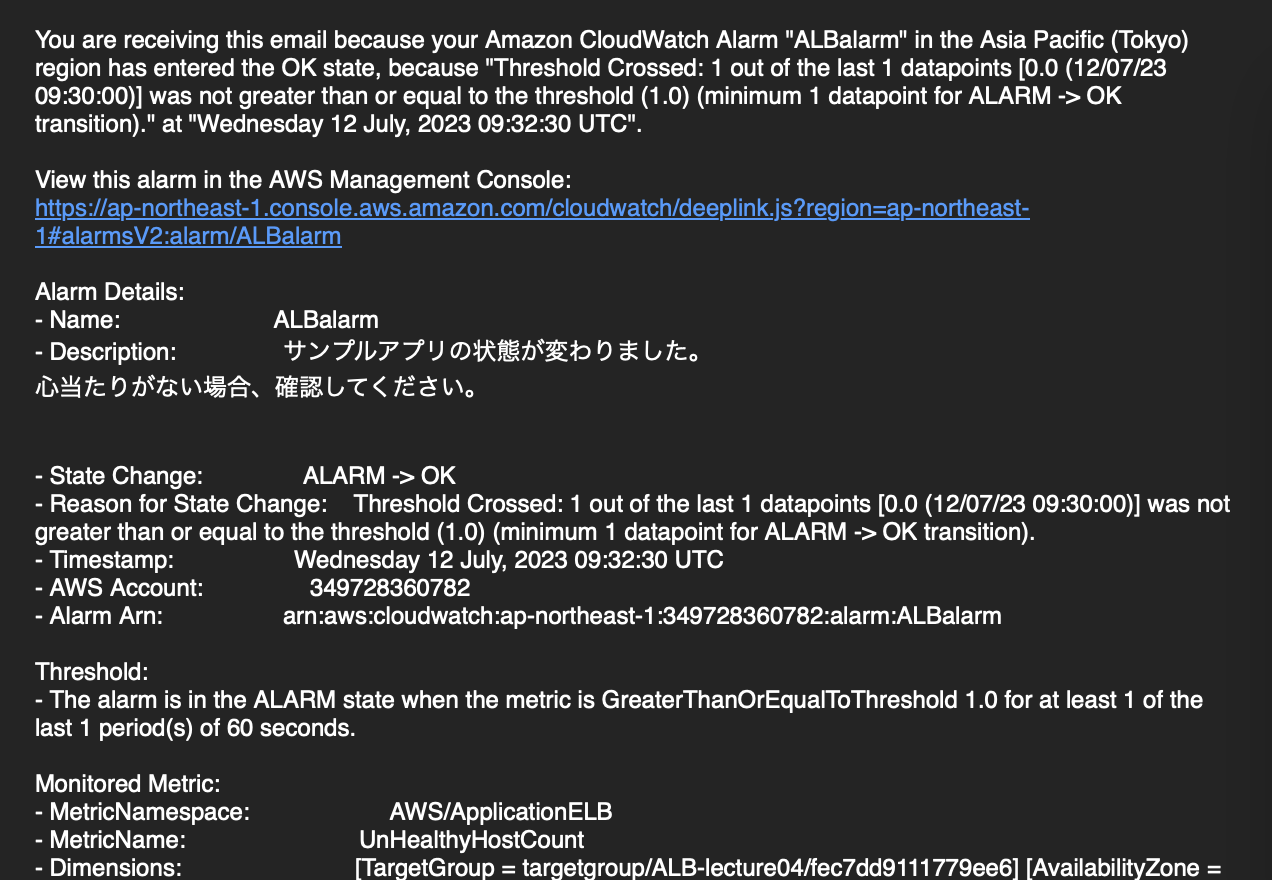 You are receiving this email because your Amazon CloudWatch Alarm "ALBalarm" in the Asia Pacific (Tokyo)
region has entered the OK state, because "Threshold Crossed: 1 out of the last 1 datapoints [0.0 (12/07/23
09:30:00)] was not greater than or equal to the threshold (1.0) (minimum 1 datapoint for ALARM -> OK
transition)." at "Wednesday 12 July, 2023 09:32:30 UTC".
View this alarm in the AWS Management Console:
https://ap-northeast-1.console.aws.amazon.com/cloudwatch/deeplink.js?region=ap-northeast-
1#alarmsV2:alarm/ALBalarm
Alarm Details:
- Name: ALBalarm
- Description: サンプルアプリの状態が変わりました。
心当たりがない場合、確認してください。
- State Change: ALARM -> OK
- Reason for State Change: Threshold Crossed: 1 out of the last 1 datapoints [0.0 (12/07/23 09:30:00)] was not
greater than or equal to the threshold (1.0) (minimum 1 datapoint for ALARM -> OK transition).
- Timestamp: Wednesday 12 July, 2023 09:32:30 UTC
- AWS Account: 349728360782
- Alarm Arn: arn:aws:cloudwatch:ap-northeast-1:349728360782:alarm:ALBalarm
Threshold:
- The alarm is in the ALARM state when the metric is GreaterThanOrEqualToThreshold 1.0 for at least 1 of the
last 1 period(s) of 60 seconds.
Monitored Metric:
- MetricNamespace: AWS/ApplicationELB
- MetricName: UnHealthyHostCount
- Dimensions: [TargetGroup = targetgroup/ALB-lecture04/fec7dd9111779ee6] [AvailabilityZone =